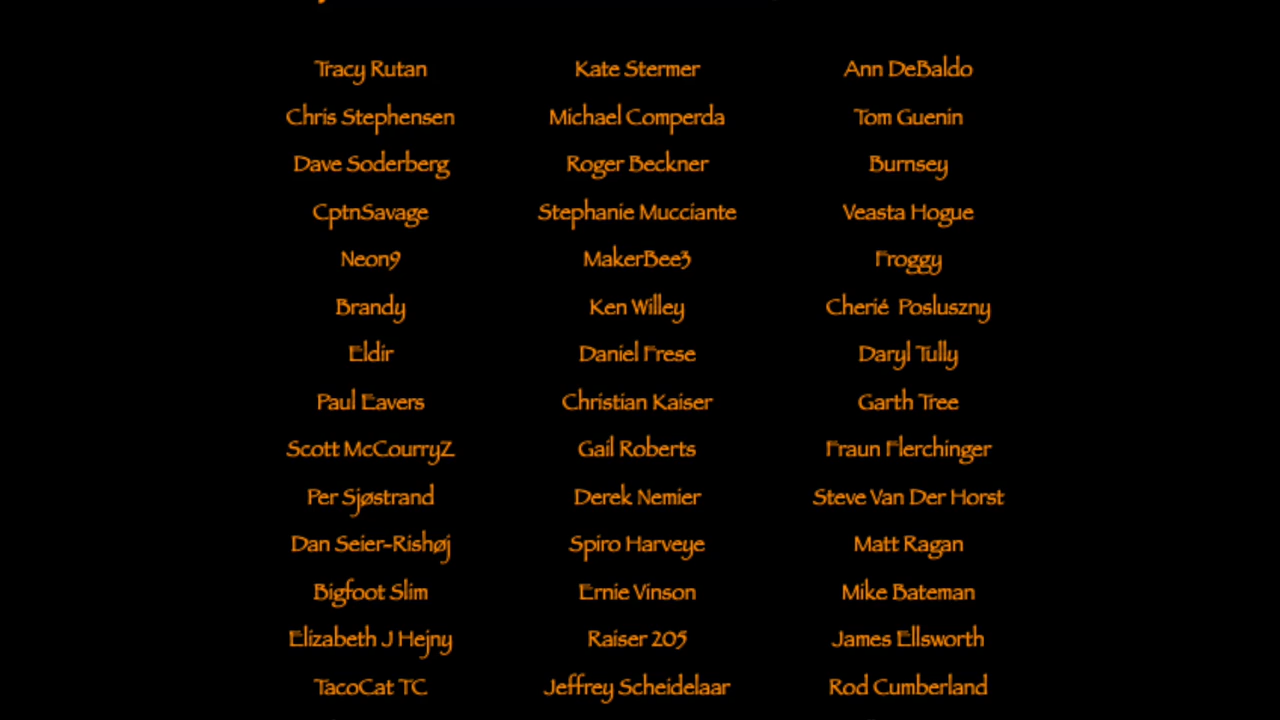 Tracy Rutan Kate Stermer Ann DeBaldo
Chris Stephensen Michael Comperda Tom Guenin
Dave Soderberg Roger Beckner Burnsey
CptnSavage Stephanie Mucciante Veasta Hogue
Neon9 MakerBee3 Froggy
Brandy Ken Willey Cherié Posluszny
Eldir Daniel Frese Daryl Tully
Paul Eavers Christian Kaiser Garth Tree
Scott McCourryZ Gail Roberts Fraun Flerchinger
Per Sjøstrand Derek Nemier Steve Van Der Horst
Dan Seier-Rishøj Spiro Harveye Matt Ragan
Bigfoot Slim Ernie Vinson Mike Bateman
Elizabeth J Hejny Raiser 205 James Ellsworth
TacoCat TC Jeffrey Scheidelaar Rod Cumberland